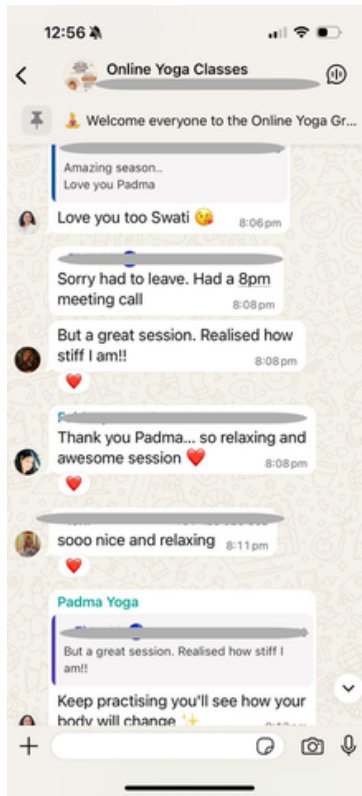 12:56
Online Yoga Classes
🧘 Welcome everyone to the Online Yoga Gr...
Amazing season..
Love you Padma
Love you too Swati 😘
8:06 pm
Sorry had to leave. Had a 8pm
meeting call
8:08 pm
But a great session. Realised how
stiff I am!!
8:08 pm
❤️
Thank you Padma... so relaxing and
awesome session ❤️
8:08 pm
❤️
sooo nice and relaxing
8:11 pm
❤️
Padma Yoga
But a great session. Realised how stiff I
am!!
Keep practising you'll see how your
body will change ✨